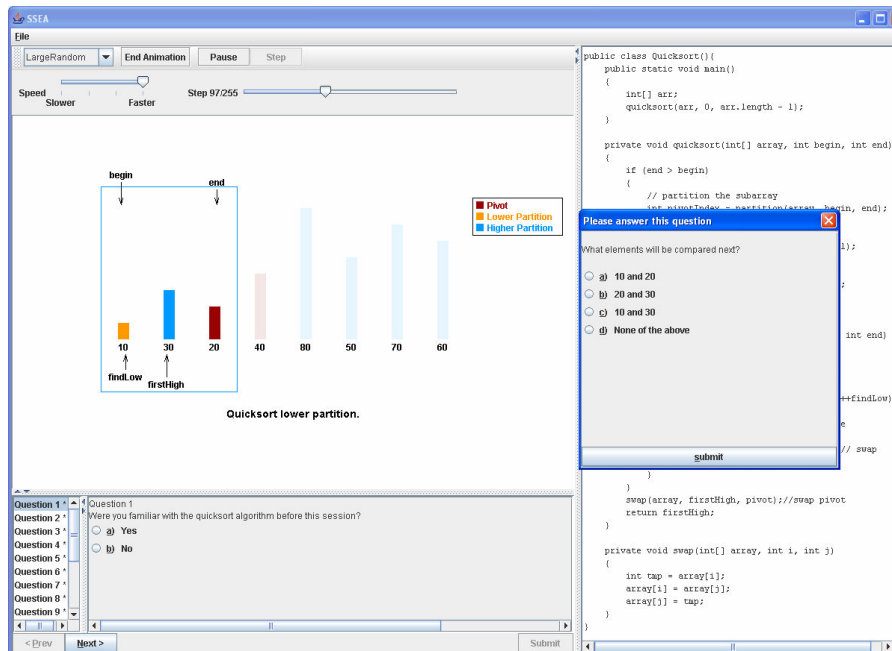 SSEA
File
LargeRandom
End Animation
Pause
Step
Speed
Slower
Faster
Step 97/255
begin
end
Pivot
Lower Partition
Higher Partition
10
30
20
40
80
50
70
60
findLow
firstHigh
Quicksort lower partition.
Question 1 *
Question 2 *
Question 3 *
Question 4 *
Question 5 *
Question 6 *
Question 7 *
Question 8 *
Question 9 *
Question 1
Were you familiar with the quicksort algorithm before this session?
a) Yes
b) No
< Prev
Next >
Submit
public class Quicksort(){
public static void main()
{
int[] arr;
quicksort(arr, 0, arr.length - 1);
}
private void quicksort(int[] array, int begin, int end)
{
if (end > begin)
{
// partition the subarray
int pivotIndex = partition(array, begin, end);
Please answer this question
What elements will be compared next?
a) 10 and 20
b) 20 and 30
c) 10 and 30
d) None of the above
submit
1);
;
int end)
++findLow)
e
// swap
}
}
swap(array, firstHigh, pivot);//swap pivot
return firstHigh;
}
private void swap(int[] array, int i, int j)
{
int tmp = array[i];
array[i] = array[j];
array[j] = tmp;
}
}